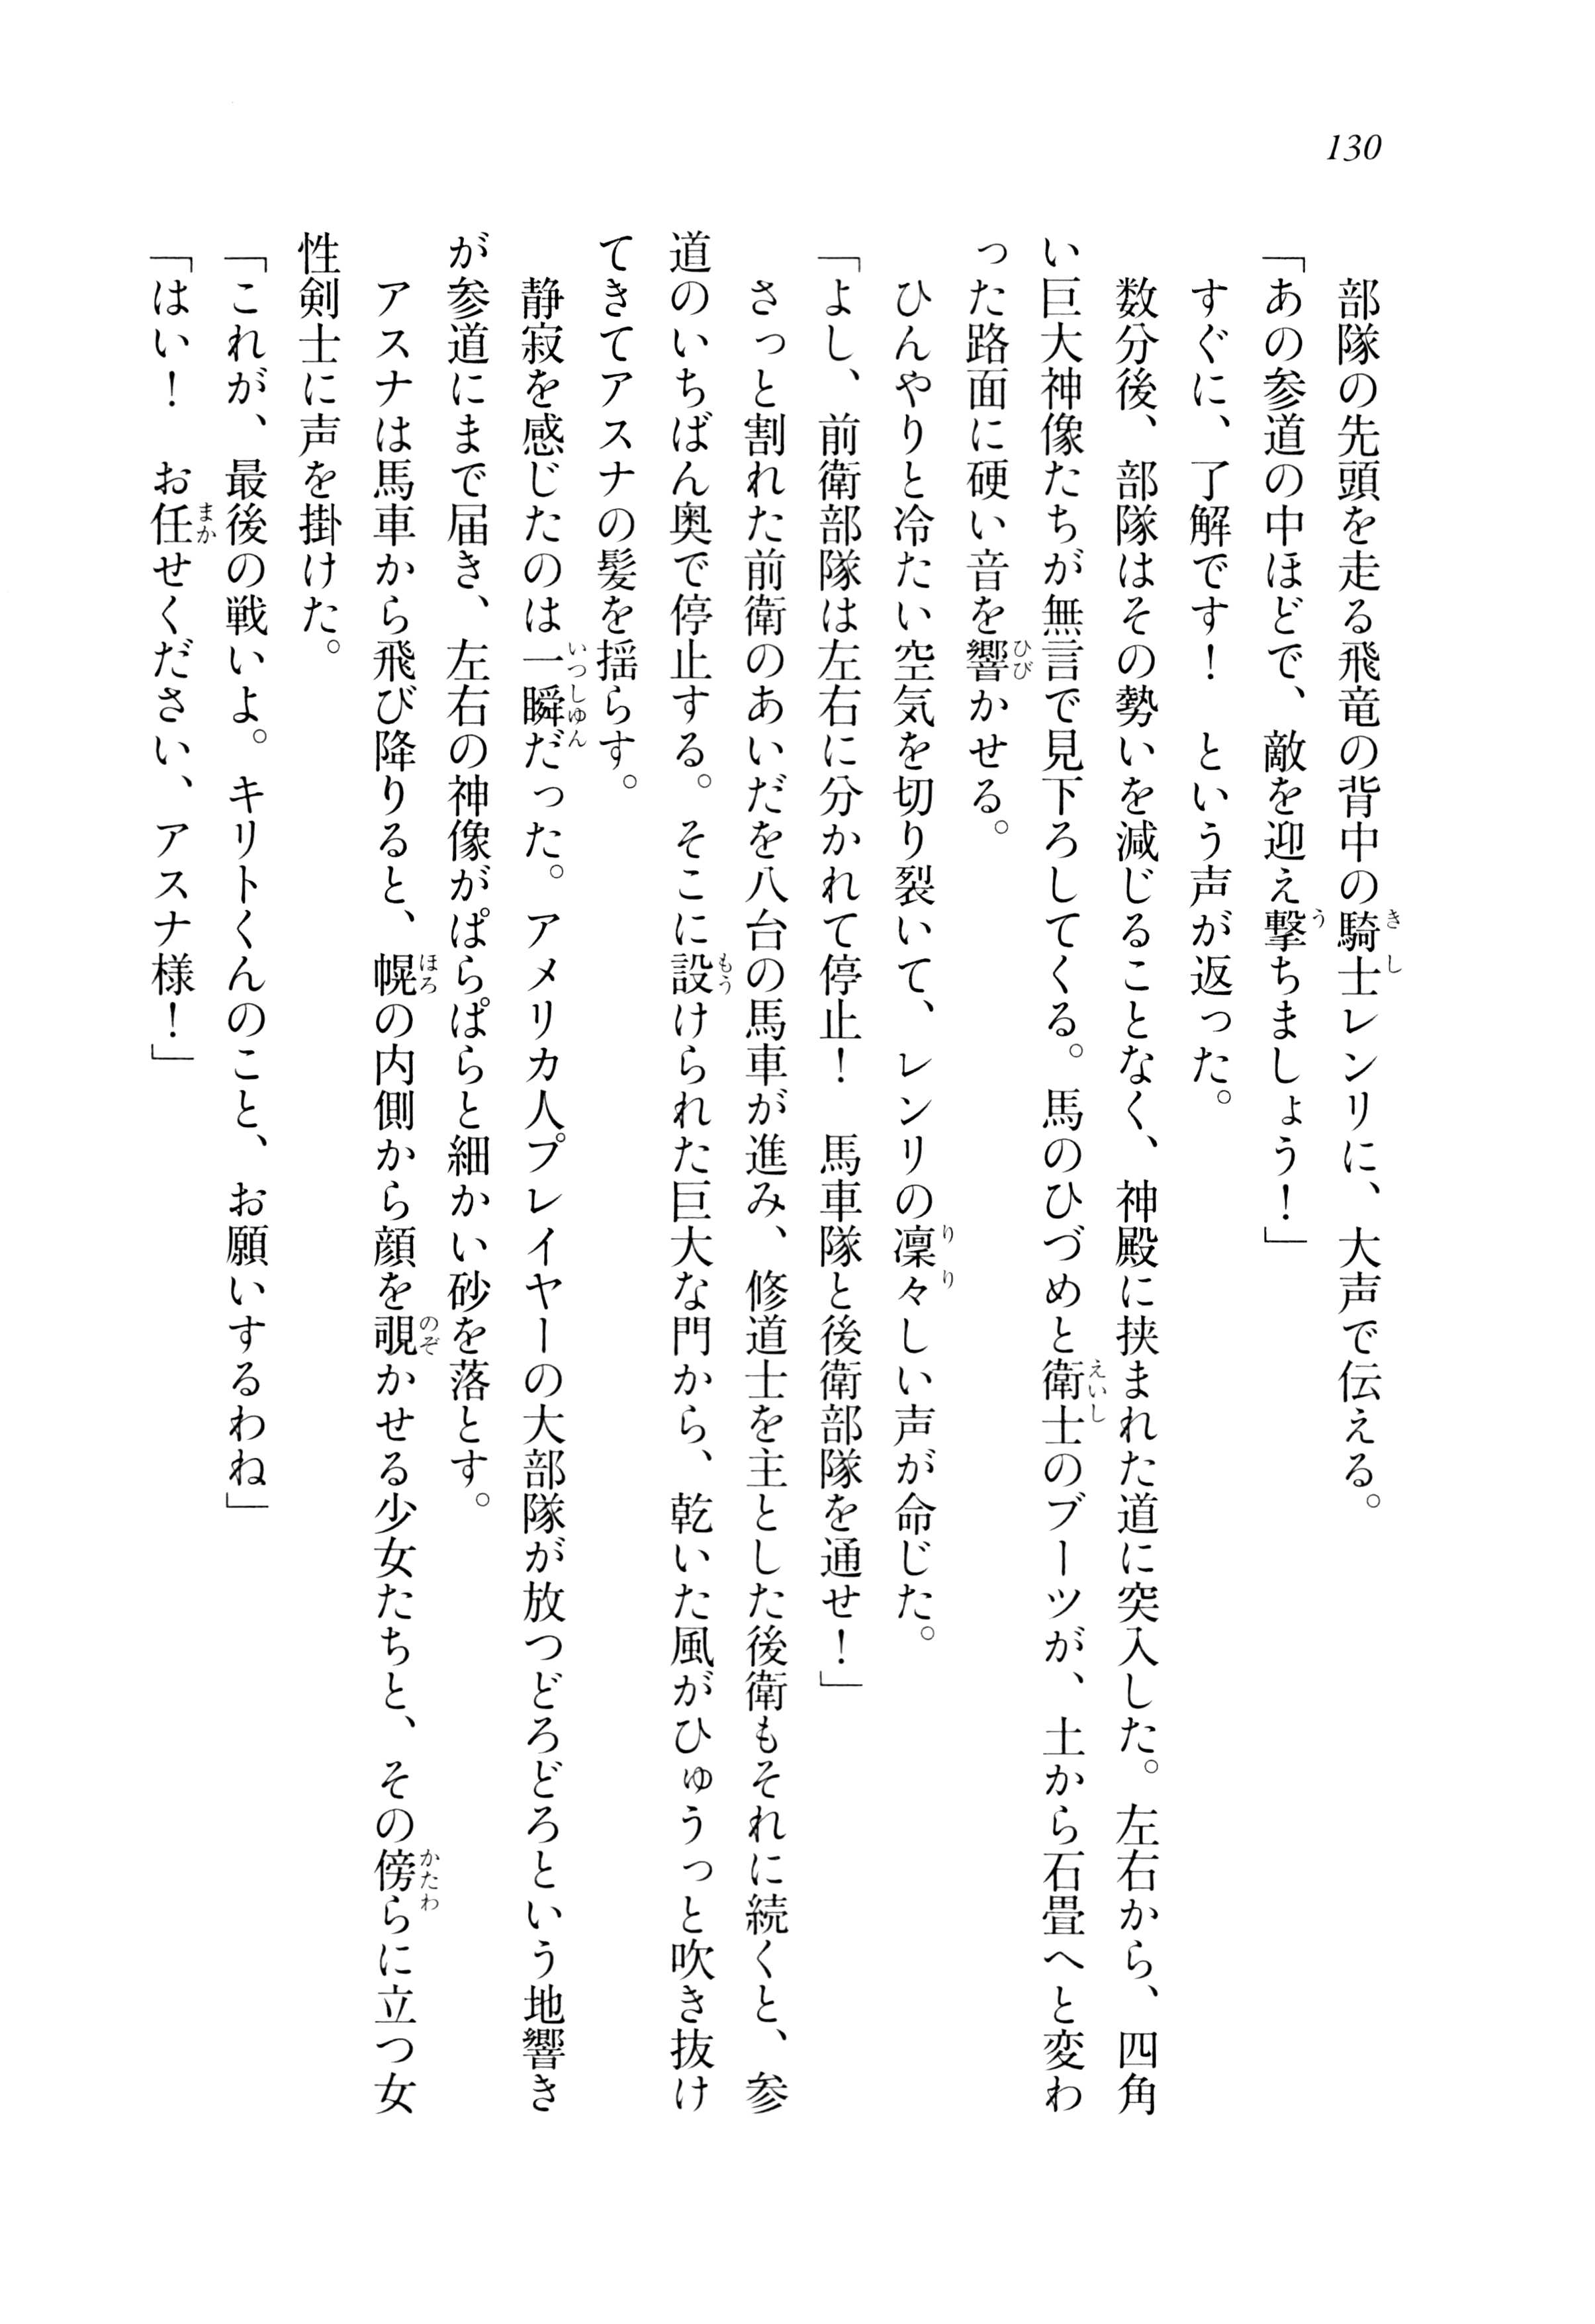 130
　部隊の先頭を走る飛竜の背中の騎士レンリに、大声で伝える。
「あの参道の中ほどで、敵を迎え撃ちましょう！」
　すぐに、了解です！　という声が返った。
　数分後、部隊はその勢いを減じることなく、神殿に挟まれた道に突入した。左右から、四角
い巨大神像たちが無言で見下ろしてくる。馬のひづめと衛士のブーツが、土から石畳へと変わ
った路面に硬い音を響かせる。
　ひんやりと冷たい空気を切り裂いて、レンリの凜々しい声が命じた。
「よし、前衛部隊は左右に分かれて停止！　馬車隊と後衛部隊を通せ！」
　さっと割れた前衛のあいだを八台の馬車が進み、修道士を主とした後衛もそれに続くと、参
道のいちばん奥で停止する。そこに設けられた巨大な門から、乾いた風がひゅうっと吹き抜け
てきてアスナの髪を揺らす。
　静寂を感じたのは一瞬だった。アメリカ人プレイヤーの大部隊が放つどろどろという地響き
が参道にまで届き、左右の神像がぱらぱらと細かい砂を落とす。
　アスナは馬車から飛び降りると、幌の内側から顔を覗かせる少女たちと、その傍らに立つ女
性剣士に声を掛けた。
「これが、最後の戦いよ。キリトくんのこと、お願いするわね」
「はい！　お任せください、アスナ様！」